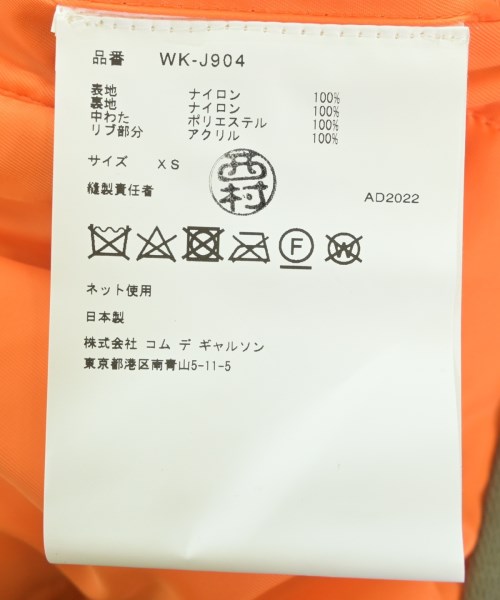 品番 WK-J904
表地 ナイロン 100%
裏地 ナイロン 100%
中わた ポリエステル 100%
リブ部分 アクリル 100%
サイズ XS
西村
縫製責任者 AD2022
F W
ネット使用
日本製
株式会社 コム デ ギャルソン
東京都港区南青山5-11-5